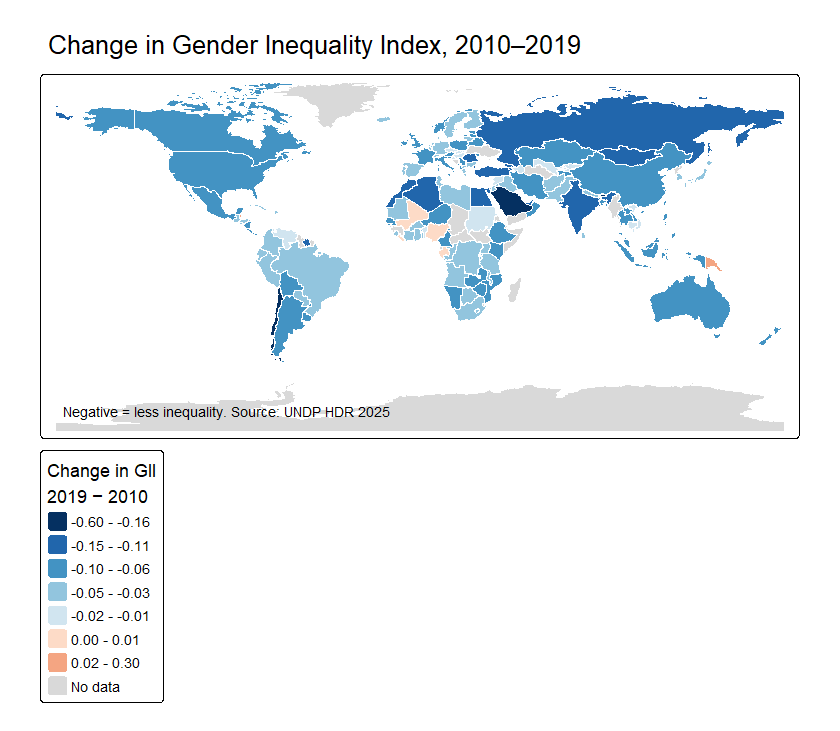 Change in Gender Inequality Index, 2010–2019
Negative = less inequality. Source: UNDP HDR 2025
Change in GII
2019 − 2010
-0.60 - -0.16
-0.15 - -0.11
-0.10 - -0.06
-0.05 - -0.03
-0.02 - -0.01
0.00 - 0.01
0.02 - 0.30
No data